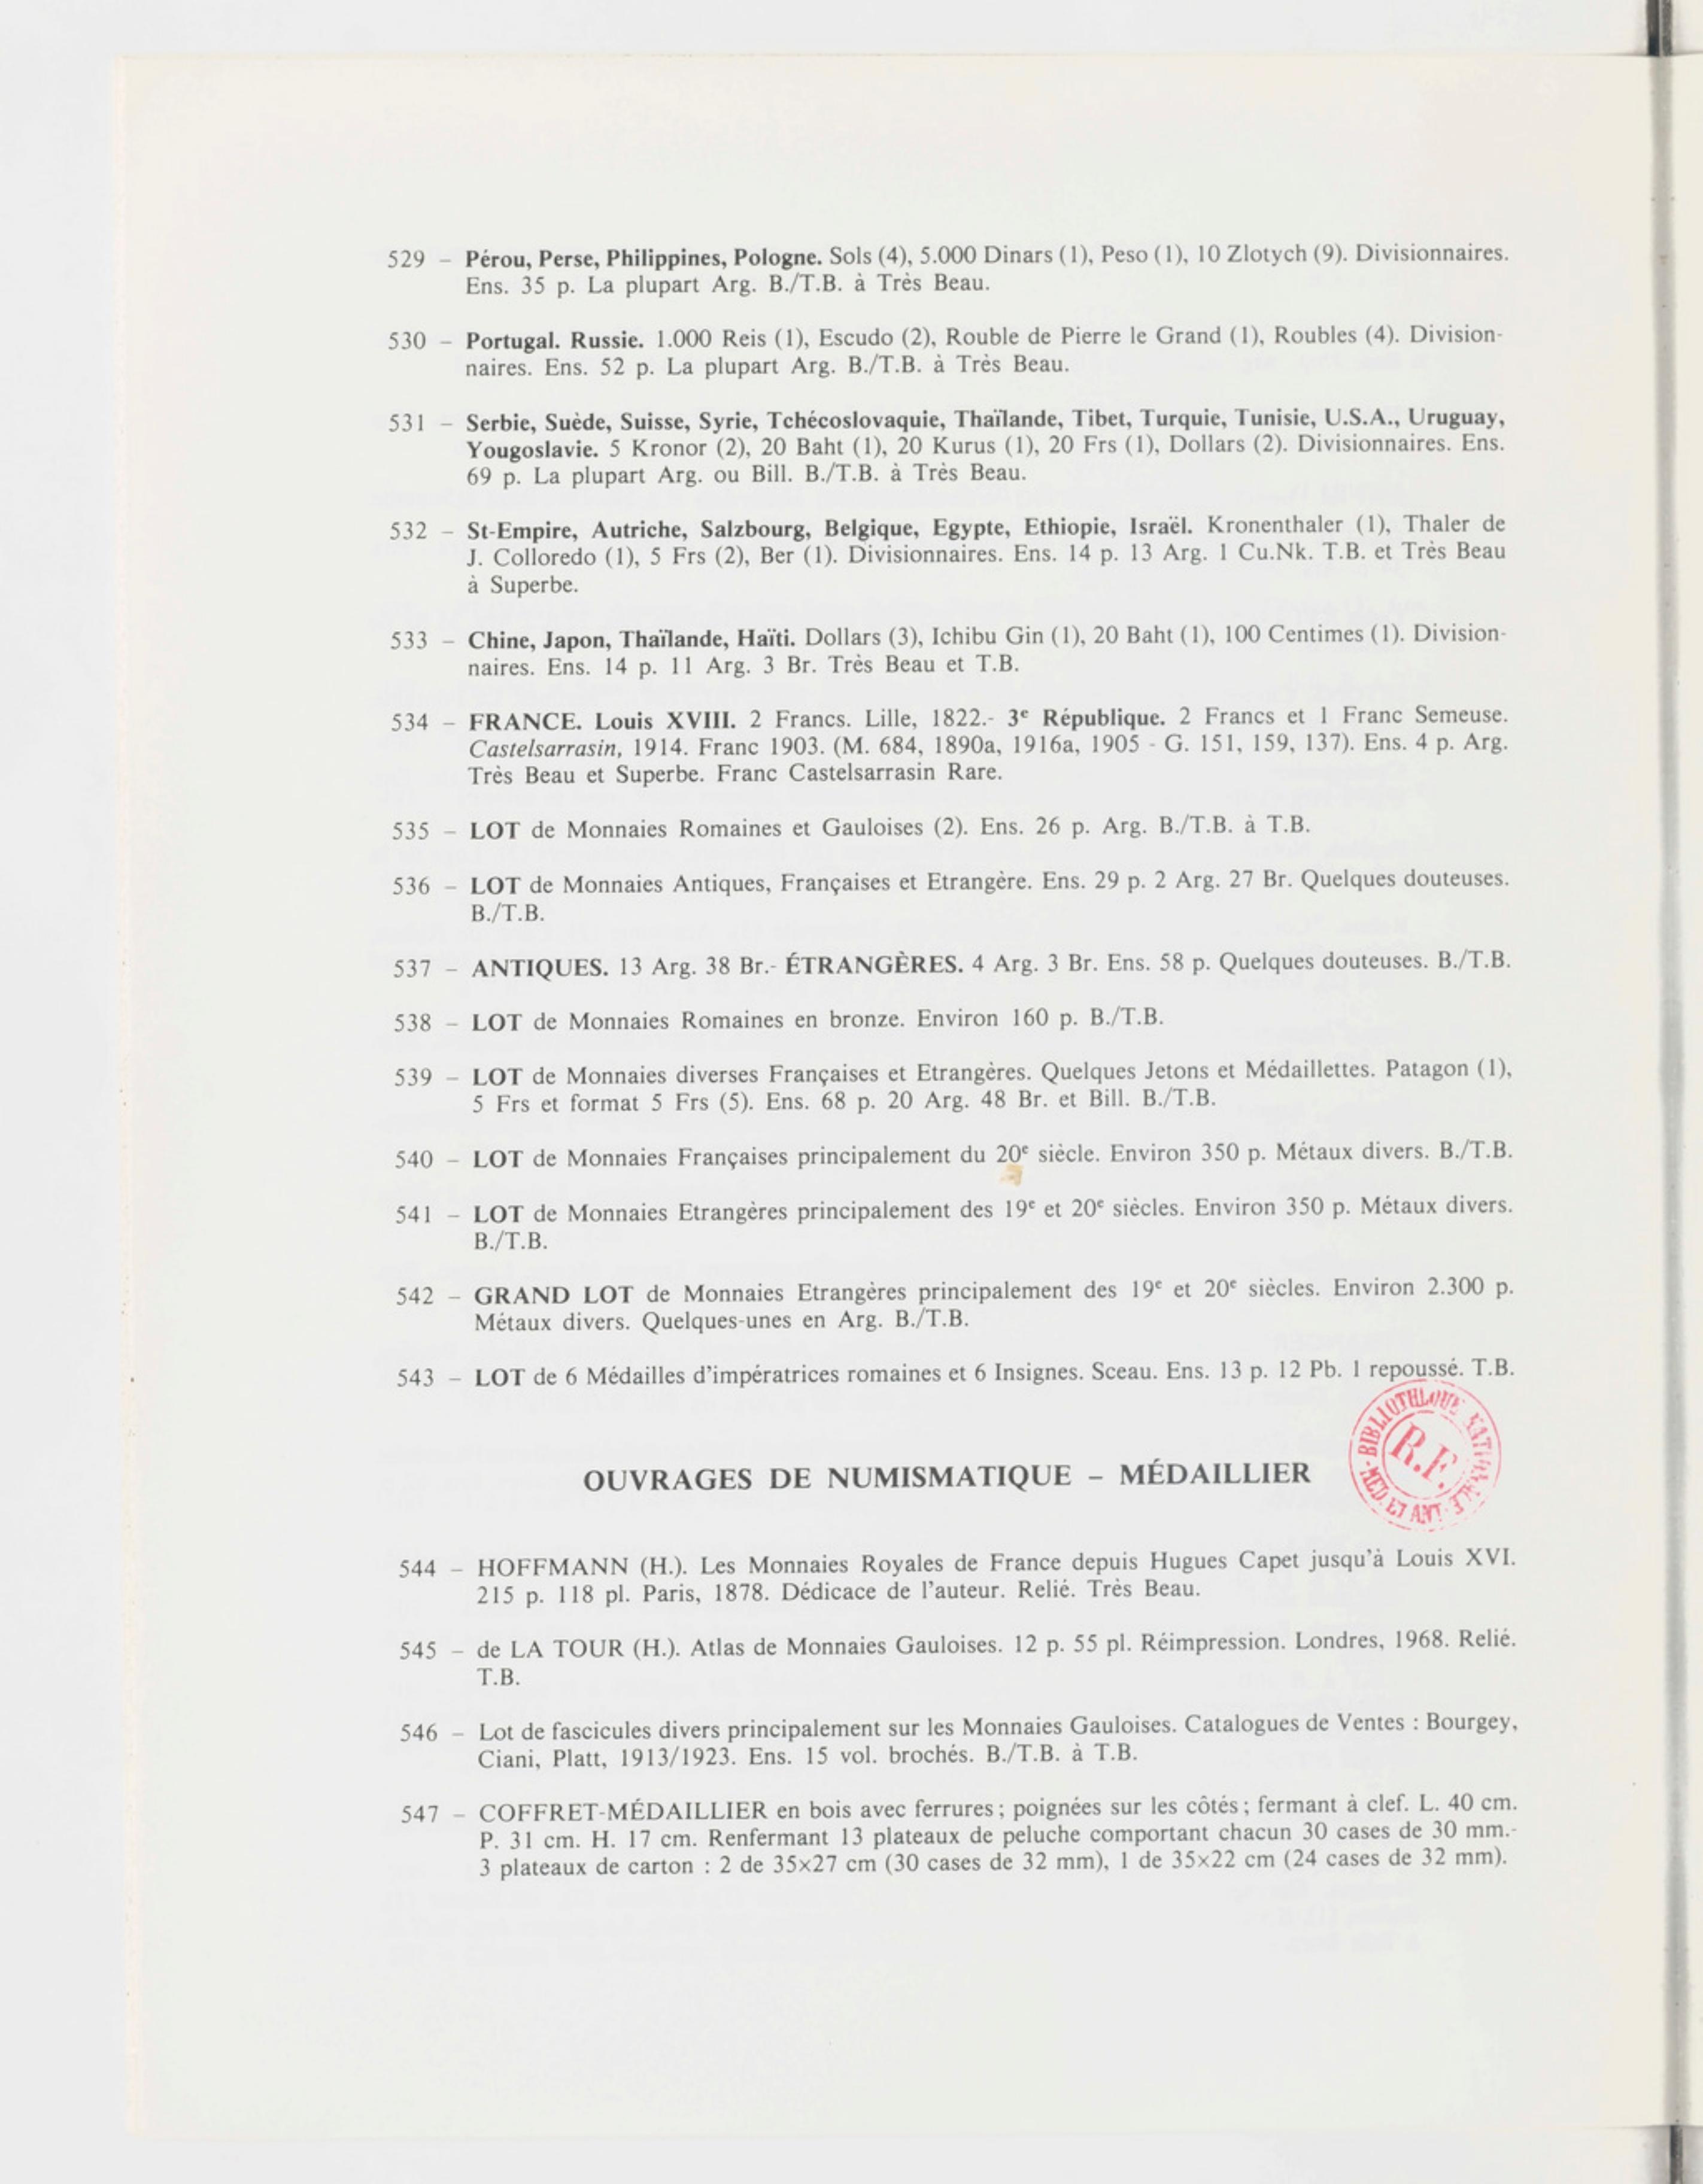 529 – Pérou, Perse, Philippines, Pologne. Sols (4), 5.000 Dinars (1), Peso (1), 10 Zlotych (9). Divisionnaires.
Ens. 35 p. La plupart Arg. B./T.B. à Très Beau.
530 – Portugal. Russie. 1.000 Reis (1), Escudo (2), Rouble de Pierre le Grand (1), Roubles (4). Division-
naires. Ens. 52 p. La plupart Arg. B./T.B. à Très Beau.
531 – Serbie, Suède, Suisse, Syrie, Tchécoslovaquie, Thaïlande, Tibet, Turquie, Tunisie, U.S.A., Uruguay,
Yougoslavie. 5 Kronor (2), 20 Baht (1), 20 Kurus (1), 20 Frs (1), Dollars (2). Divisionnaires. Ens.
69 p. La plupart Arg. ou Bill. B./T.B. à Très Beau.
532 – St-Empire, Autriche, Salzbourg, Belgique, Egypte, Ethiopie, Israël. Kronenthaler (1), Thaler de
J. Colloredo (1), 5 Frs (2), Ber (1). Divisionnaires. Ens. 14 p. 13 Arg. 1 Cu.Nk. T.B. et Très Beau
à Superbe.
533 – Chine, Japon, Thaïlande, Haïti. Dollars (3), Ichibu Gin (1), 20 Baht (1), 100 Centimes (1). Division-
naires. Ens. 14 p. 11 Arg. 3 Br. Très Beau et T.B.
534 – FRANCE. Louis XVIII. 2 Francs. Lille, 1822.- 3e République. 2 Francs et 1 Franc Semeuse.
Castelsarrasin, 1914. Franc 1903. (M. 684, 1890a, 1916a, 1905 - G. 151, 159, 137). Ens. 4 p. Arg.
Très Beau et Superbe. Franc Castelsarrasin Rare.
535 – LOT de Monnaies Romaines et Gauloises (2). Ens. 26 p. Arg. B./T.B. à T.B.
536 – LOT de Monnaies Antiques, Françaises et Etrangère. Ens. 29 p. 2 Arg. 27 Br. Quelques douteuses.
B./T.B.
537 – ANTIQUES. 13 Arg. 38 Br.- ÉTRANGÈRES. 4 Arg. 3 Br. Ens. 58 p. Quelques douteuses. B./T.B.
538 – LOT de Monnaies Romaines en bronze. Environ 160 p. B./T.B.
539 – LOT de Monnaies diverses Françaises et Etrangères. Quelques Jetons et Médaillettes. Patagon (1),
5 Frs et format 5 Frs (5). Ens. 68 p. 20 Arg. 48 Br. et Bill. B./T.B.
540 – LOT de Monnaies Françaises principalement du 20e siècle. Environ 350 p. Métaux divers. B./T.B.
541 – LOT de Monnaies Etrangères principalement des 19e et 20e siècles. Environ 350 p. Métaux divers.
B./T.B.
542 – GRAND LOT de Monnaies Etrangères principalement des 19e et 20e siècles. Environ 2.300 p.
Métaux divers. Quelques-unes en Arg. B./T.B.
543 – LOT de 6 Médailles d'impératrices romaines et 6 Insignes. Sceau. Ens. 13 p. 12 Pb. 1 repoussé. T.B.
BIBLIOTHEQUE NATIONALE
R.F.
MED. ET ANT.
OUVRAGES DE NUMISMATIQUE – MÉDAILLIER
544 – HOFFMANN (H.). Les Monnaies Royales de France depuis Hugues Capet jusqu'à Louis XVI.
215 p. 118 pl. Paris, 1878. Dédicace de l'auteur. Relié. Très Beau.
545 – de LA TOUR (H.). Atlas de Monnaies Gauloises. 12 p. 55 pl. Réimpression. Londres, 1968. Relié.
T.B.
546 – Lot de fascicules divers principalement sur les Monnaies Gauloises. Catalogues de Ventes : Bourgey,
Ciani, Platt, 1913/1923. Ens. 15 vol. brochés. B./T.B. à T.B.
547 – COFFRET-MÉDAILLIER en bois avec ferrures ; poignées sur les côtés ; fermant à clef. L. 40 cm.
P. 31 cm. H. 17 cm. Renfermant 13 plateaux de peluche comportant chacun 30 cases de 30 mm.-
3 plateaux de carton : 2 de 35×27 cm (30 cases de 32 mm), 1 de 35×22 cm (24 cases de 32 mm).